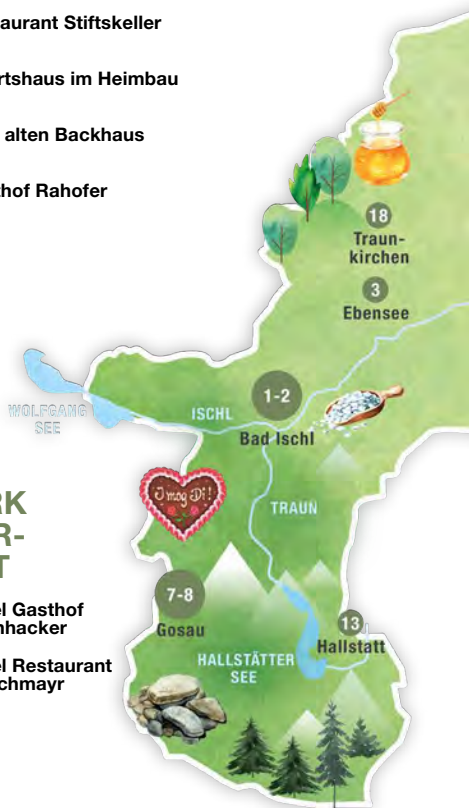 aurant Stiftskeller
rtshaus im Heimbau
alten Backhaus
thof Rahofer
18
Traun-
kirchen
3
Ebensee
WOLFGANG
SEE
ISCHL
1-2
Bad Ischl
I mog Di!
TRAUN
RK
R-
T
7-8
Gosau
13
Hallstatt
HALLSTÄTTER
SEE
el Gasthof
nhacker
el Restaurant
chmayr